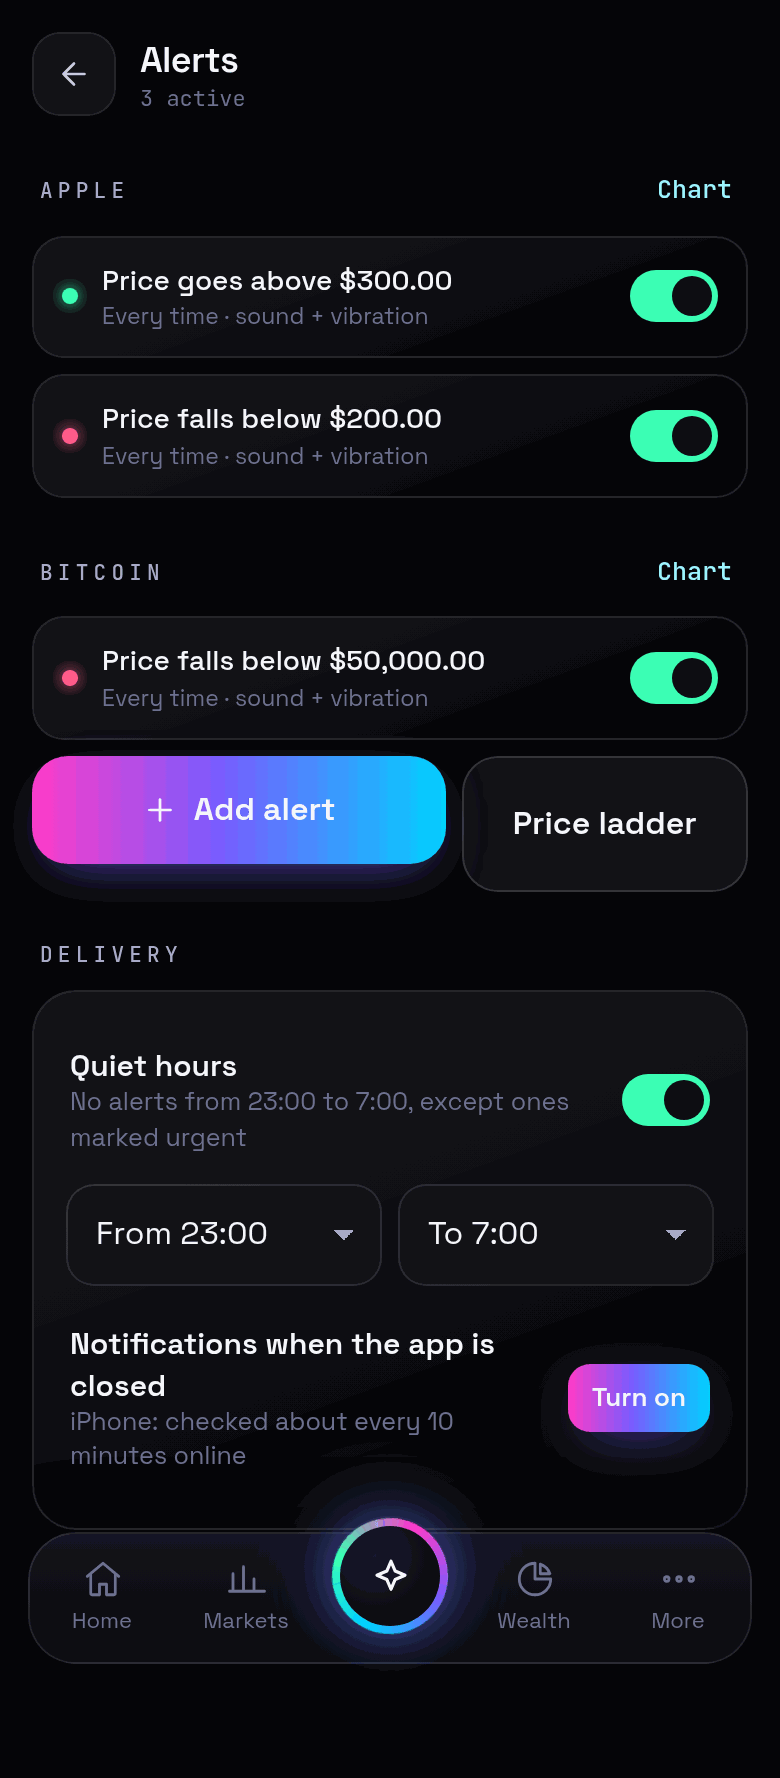 Alerts
3 active
APPLE
Chart
Price goes above $300.00
Every time · sound + vibration
Price falls below $200.00
Every time · sound + vibration
BITCOIN
Chart
Price falls below $50,000.00
Every time · sound + vibration
Add alert
Price ladder
DELIVERY
Quiet hours
No alerts from 23:00 to 7:00, except ones
marked urgent
From 23:00
To 7:00
Notifications when the app is
closed
iPhone: checked about every 10
minutes online
Turn on
Home
Markets
Wealth
More